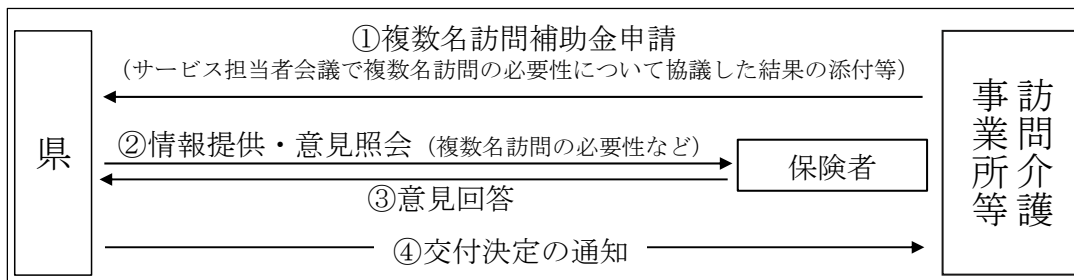 ①複数名訪問補助金申請
（サービス担当者会議で複数名訪問の必要性について協議した結果の添付等）
県
②情報提供・意見照会（複数名訪問の必要性など）
保険者
③意見回答
④交付決定の通知
訪問介護
事業所等